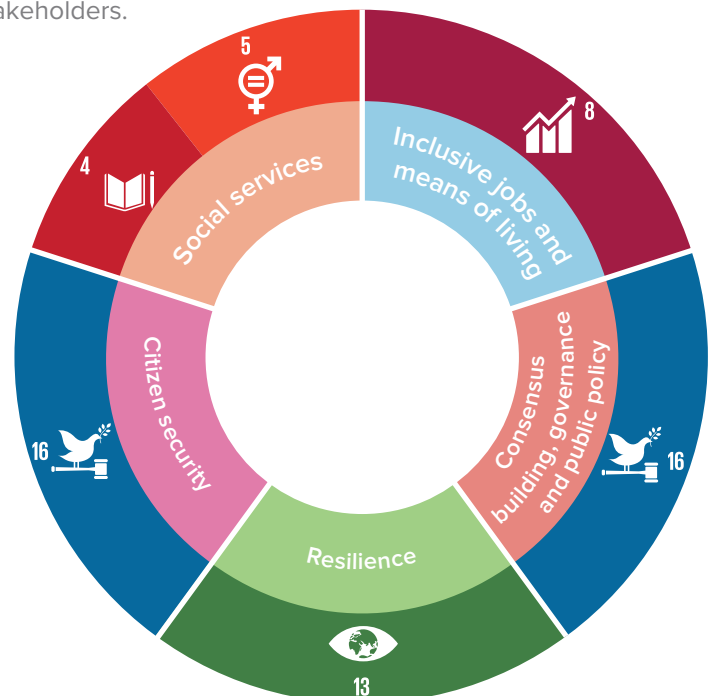 akeholders.
5
4
8
Social services
Inclusive jobs and
means of living
Citizen security
Consensus
building, governance
and public policy
16
16
Resilience
13